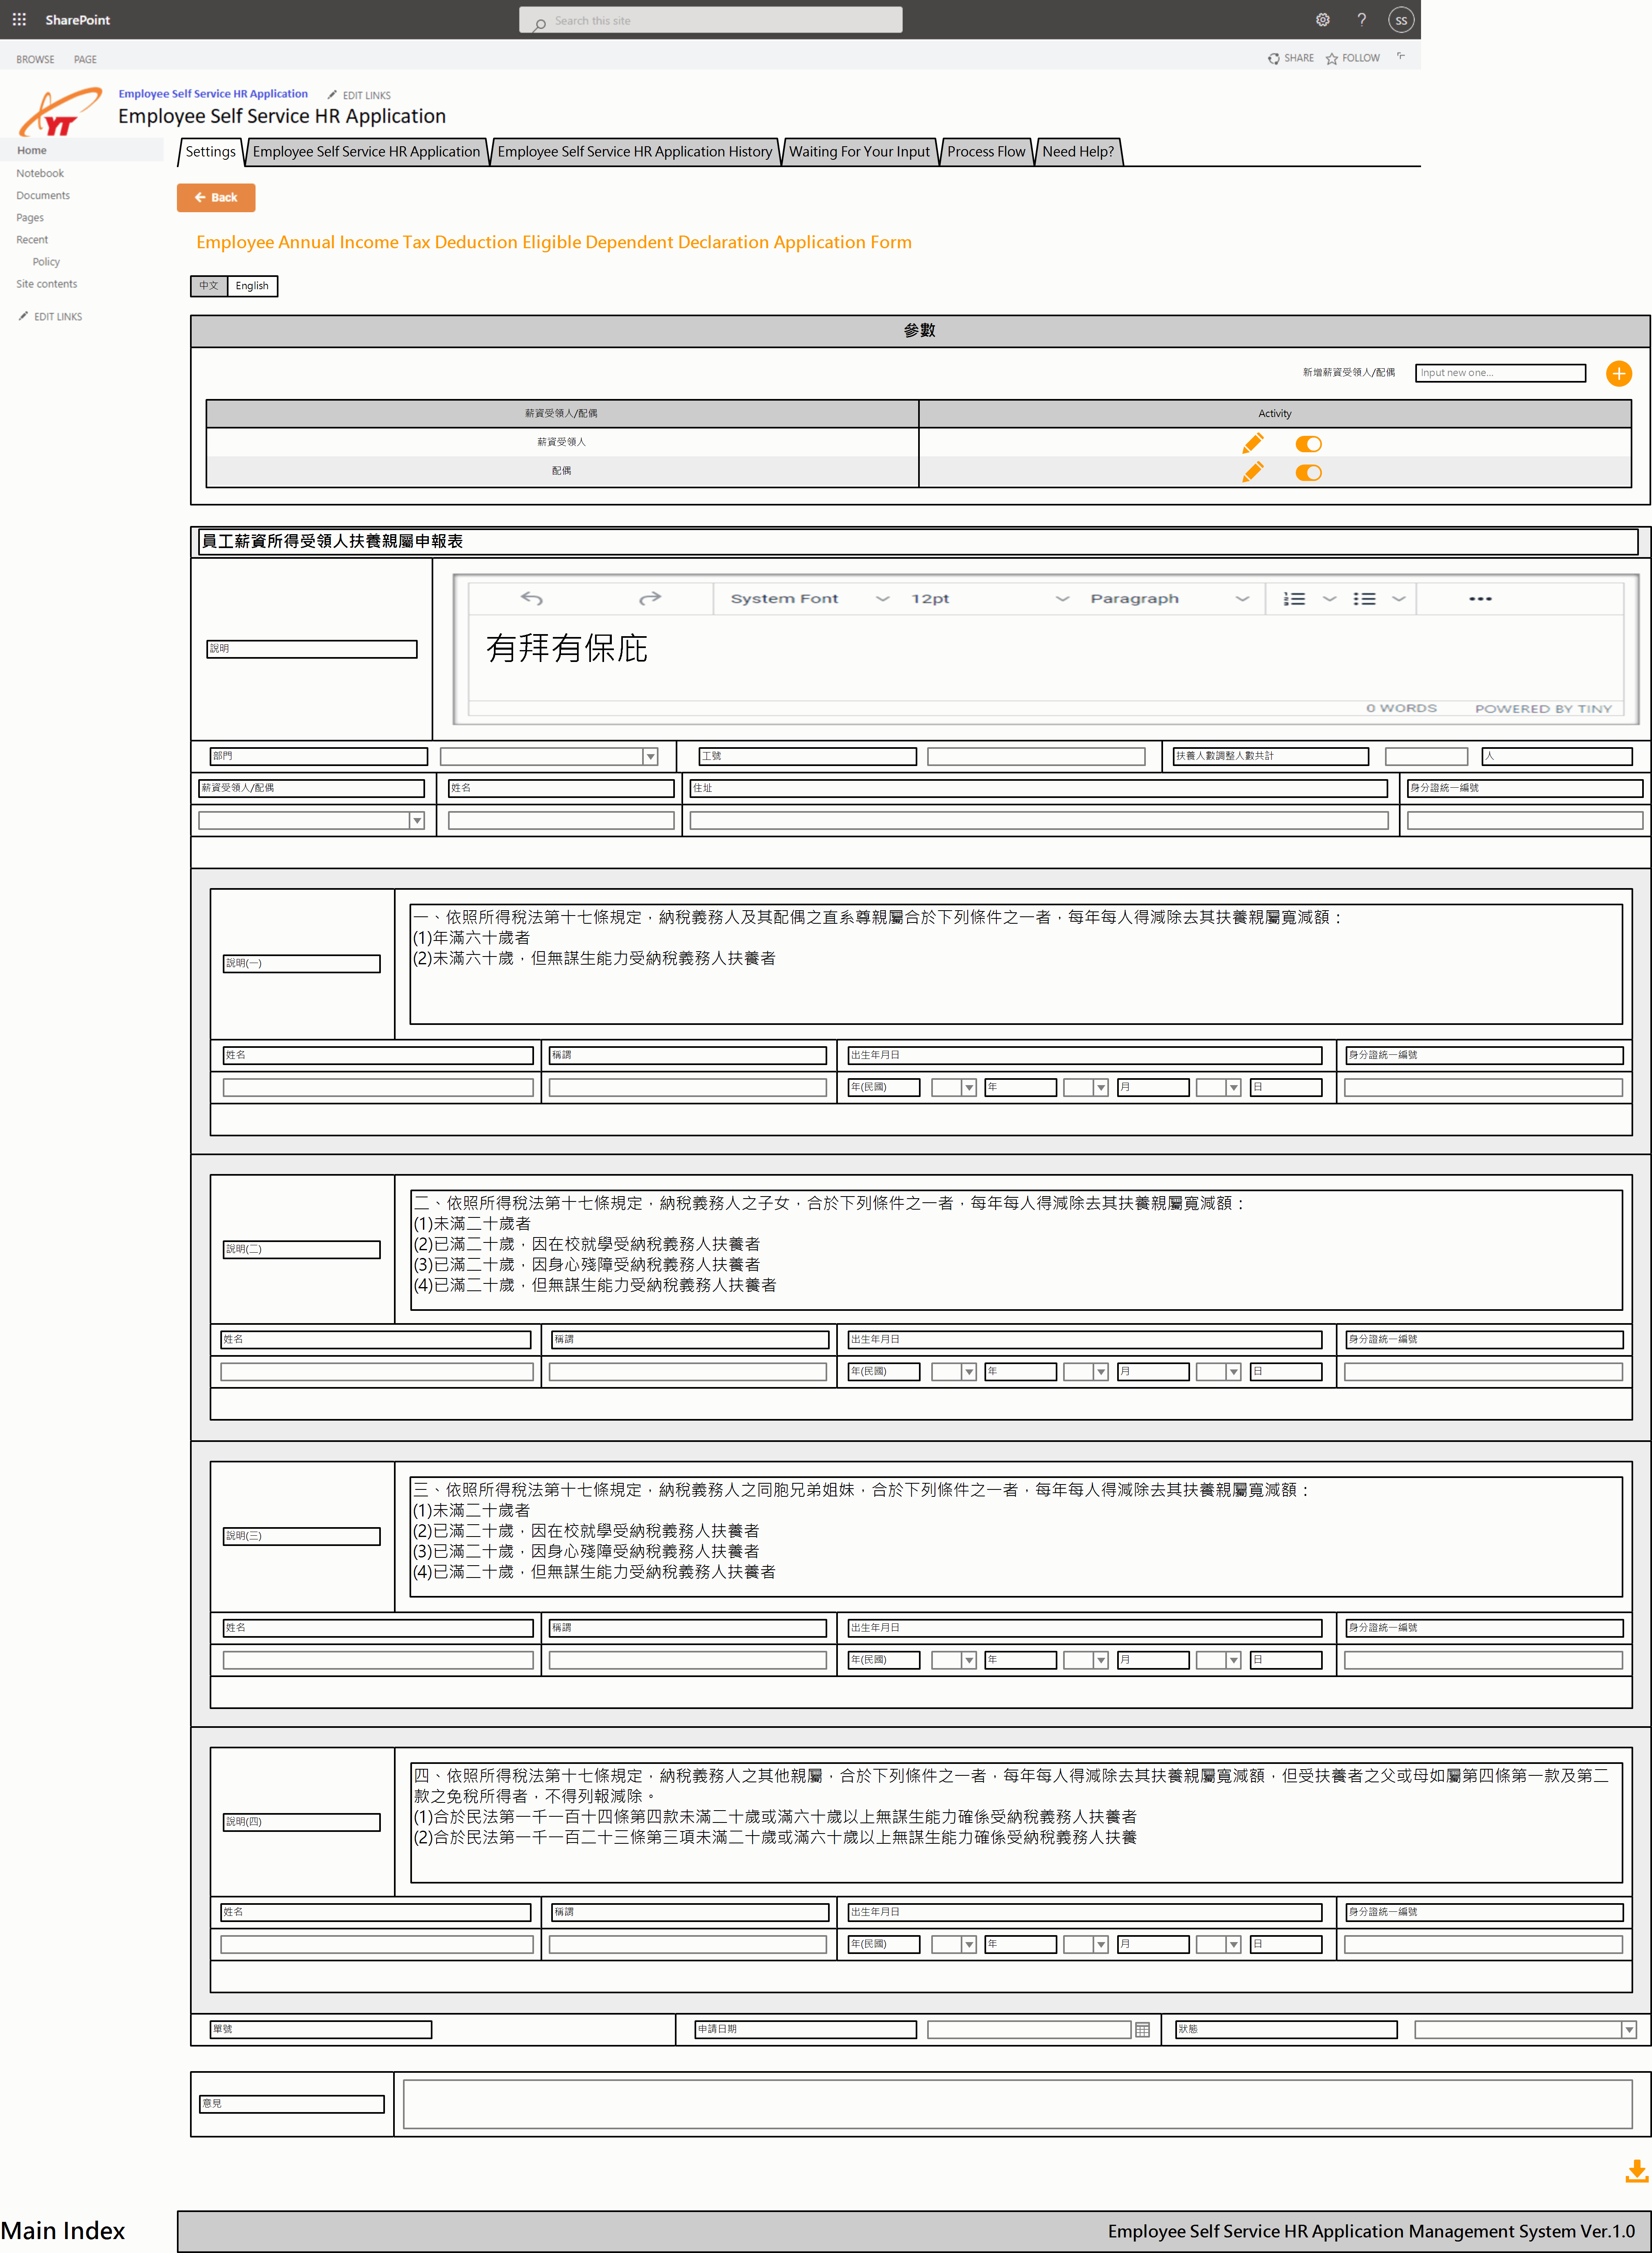 SharePoint
Search this site
SS
BROWSE PAGE
SHARE FOLLOW
YT
Employee Self Service HR Application EDIT LINKS
Employee Self Service HR Application
Home
Notebook
Documents
Pages
Recent
Policy
Site contents
EDIT LINKS
Settings Employee Self Service HR Application Employee Self Service HR Application History Waiting For Your Input Process Flow Need Help?
Back
Employee Annual Income Tax Deduction Eligible Dependent Declaration Application Form
中文 English
參數
新增薪資受領人/配偶 Input new one...
薪資受領人/配偶 Activity
薪資受領人
配偶
員工薪資所得受領人扶養親屬申報表
說明
System Font 12pt Paragraph
有拜有保庇
0 WORDS POWERED BY TINY
部門 工號 扶養人數調整人數共計 人
薪資受領人/配偶 姓名 住址 身分證統一編號
說明(一)
一、依照所得稅法第十七條規定，納稅義務人及其配偶之直系尊親屬合於下列條件之一者，每年每人得減除去其扶養親屬寬減額：
(1)年滿六十歲者
(2)未滿六十歲，但無謀生能力受納稅義務人扶養者
姓名 稱謂 出生年月日 身分證統一編號
年(民國) 年 月 日
說明(二)
二、依照所得稅法第十七條規定，納稅義務人之子女，合於下列條件之一者，每年每人得減除去其扶養親屬寬減額：
(1)未滿二十歲者
(2)已滿二十歲，因在校就學受納稅義務人扶養者
(3)已滿二十歲，因身心殘障受納稅義務人扶養者
(4)已滿二十歲，但無謀生能力受納稅義務人扶養者
姓名 稱謂 出生年月日 身分證統一編號
年(民國) 年 月 日
說明(三)
三、依照所得稅法第十七條規定，納稅義務人之同胞兄弟姐妹，合於下列條件之一者，每年每人得減除去其扶養親屬寬減額：
(1)未滿二十歲者
(2)已滿二十歲，因在校就學受納稅義務人扶養者
(3)已滿二十歲，因身心殘障受納稅義務人扶養者
(4)已滿二十歲，但無謀生能力受納稅義務人扶養者
姓名 稱謂 出生年月日 身分證統一編號
年(民國) 年 月 日
說明(四)
四、依照所得稅法第十七條規定，納稅義務人之其他親屬，合於下列條件之一者，每年每人得減除去其扶養親屬寬減額，但受扶養者之父或母如屬第四條第一款及第二
款之免稅所得者，不得列報減除。
(1)合於民法第一千一百十四條第四款未滿二十歲或滿六十歲以上無謀生能力確係受納稅義務人扶養者
(2)合於民法第一千一百二十三條第三項未滿二十歲或滿六十歲以上無謀生能力確係受納稅義務人扶養
姓名 稱謂 出生年月日 身分證統一編號
年(民國) 年 月 日
單號 申請日期 狀態
意見
Main Index
Employee Self Service HR Application Management System Ver.1.0